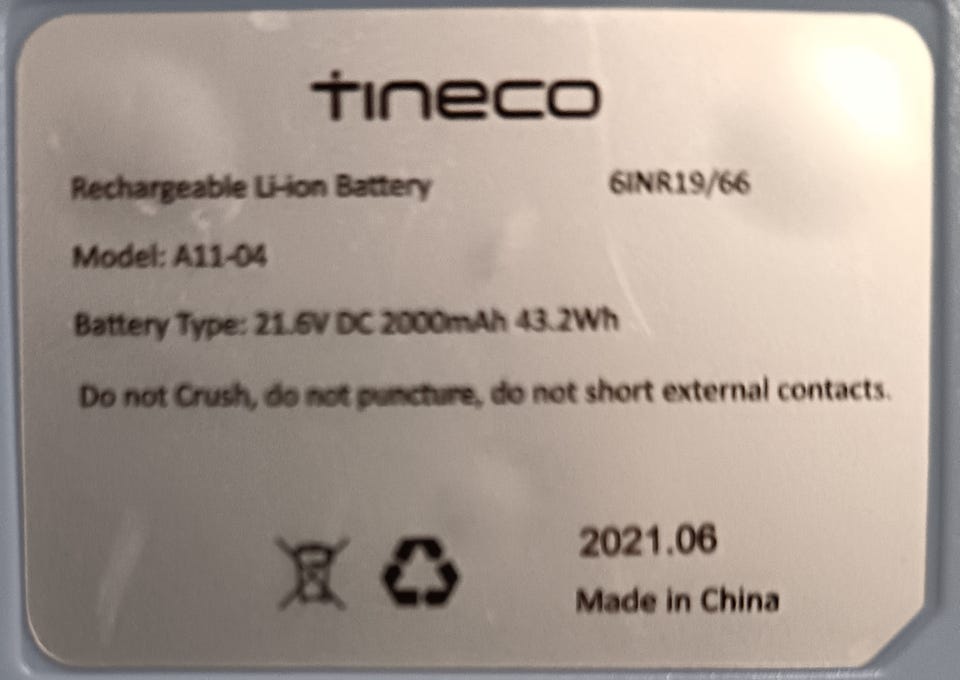 tineco
Rechargeable Li-ion Battery 6INR19/66
Model: A11-04
Battery Type: 21.6V DC 2000mAh 43.2Wh
Do not Crush, do not puncture, do not short external contacts.
2021.06
Made in China